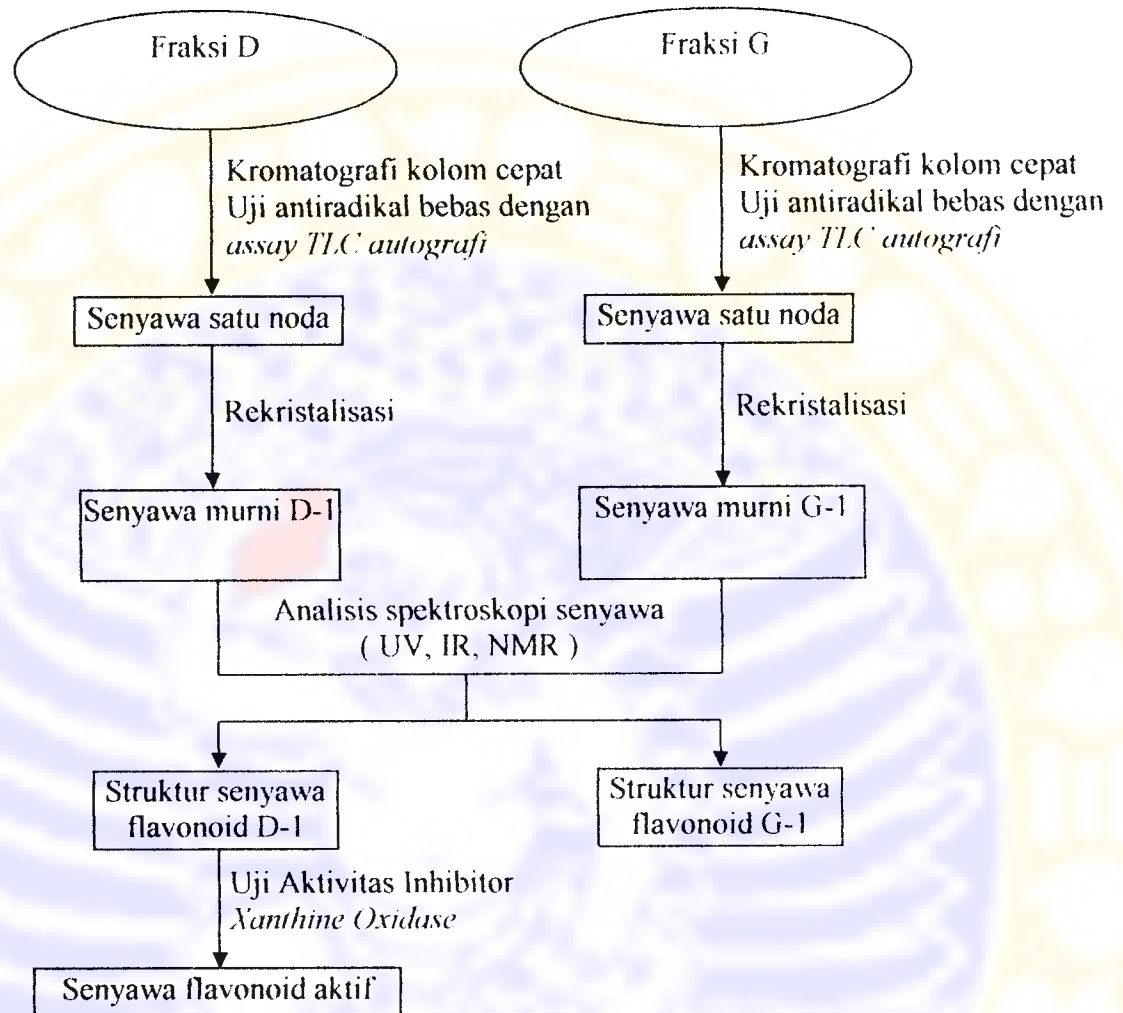 Fraksi D
Fraksi G
Kromatografi kolom cepat
Uji antiradikal bebas dengan
assay TLC autografi
Kromatografi kolom cepat
Uji antiradikal bebas dengan
assay TLC autografi
Senyawa satu noda
Senyawa satu noda
Rekristalisasi
Rekristalisasi
Senyawa murni D-1
Senyawa murni G-1
Analisis spektroskopi senyawa
( UV, IR, NMR )
Struktur senyawa
flavonoid D-1
Struktur senyawa
flavonoid G-1
Uji Aktivitas Inhibitor
Xanthine Oxidase
Senyawa flavonoid aktif